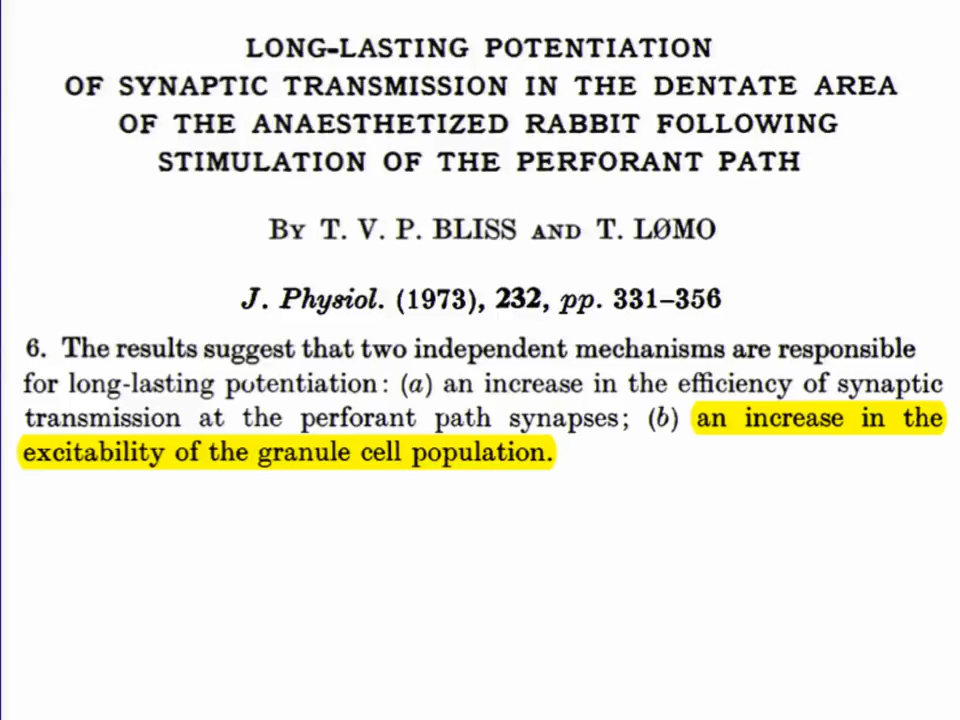 LONG-LASTING POTENTIATION
OF SYNAPTIC TRANSMISSION IN THE DENTATE AREA
OF THE ANAESTHETIZED RABBIT FOLLOWING
STIMULATION OF THE PERFORANT PATH
BY T. V. P. BLISS AND T. LØMO
J. Physiol. (1973), 232, pp. 331–356
6. The results suggest that two independent mechanisms are responsible
for long-lasting potentiation: (a) an increase in the efficiency of synaptic
transmission at the perforant path synapses; (b) an increase in the
excitability of the granule cell population.